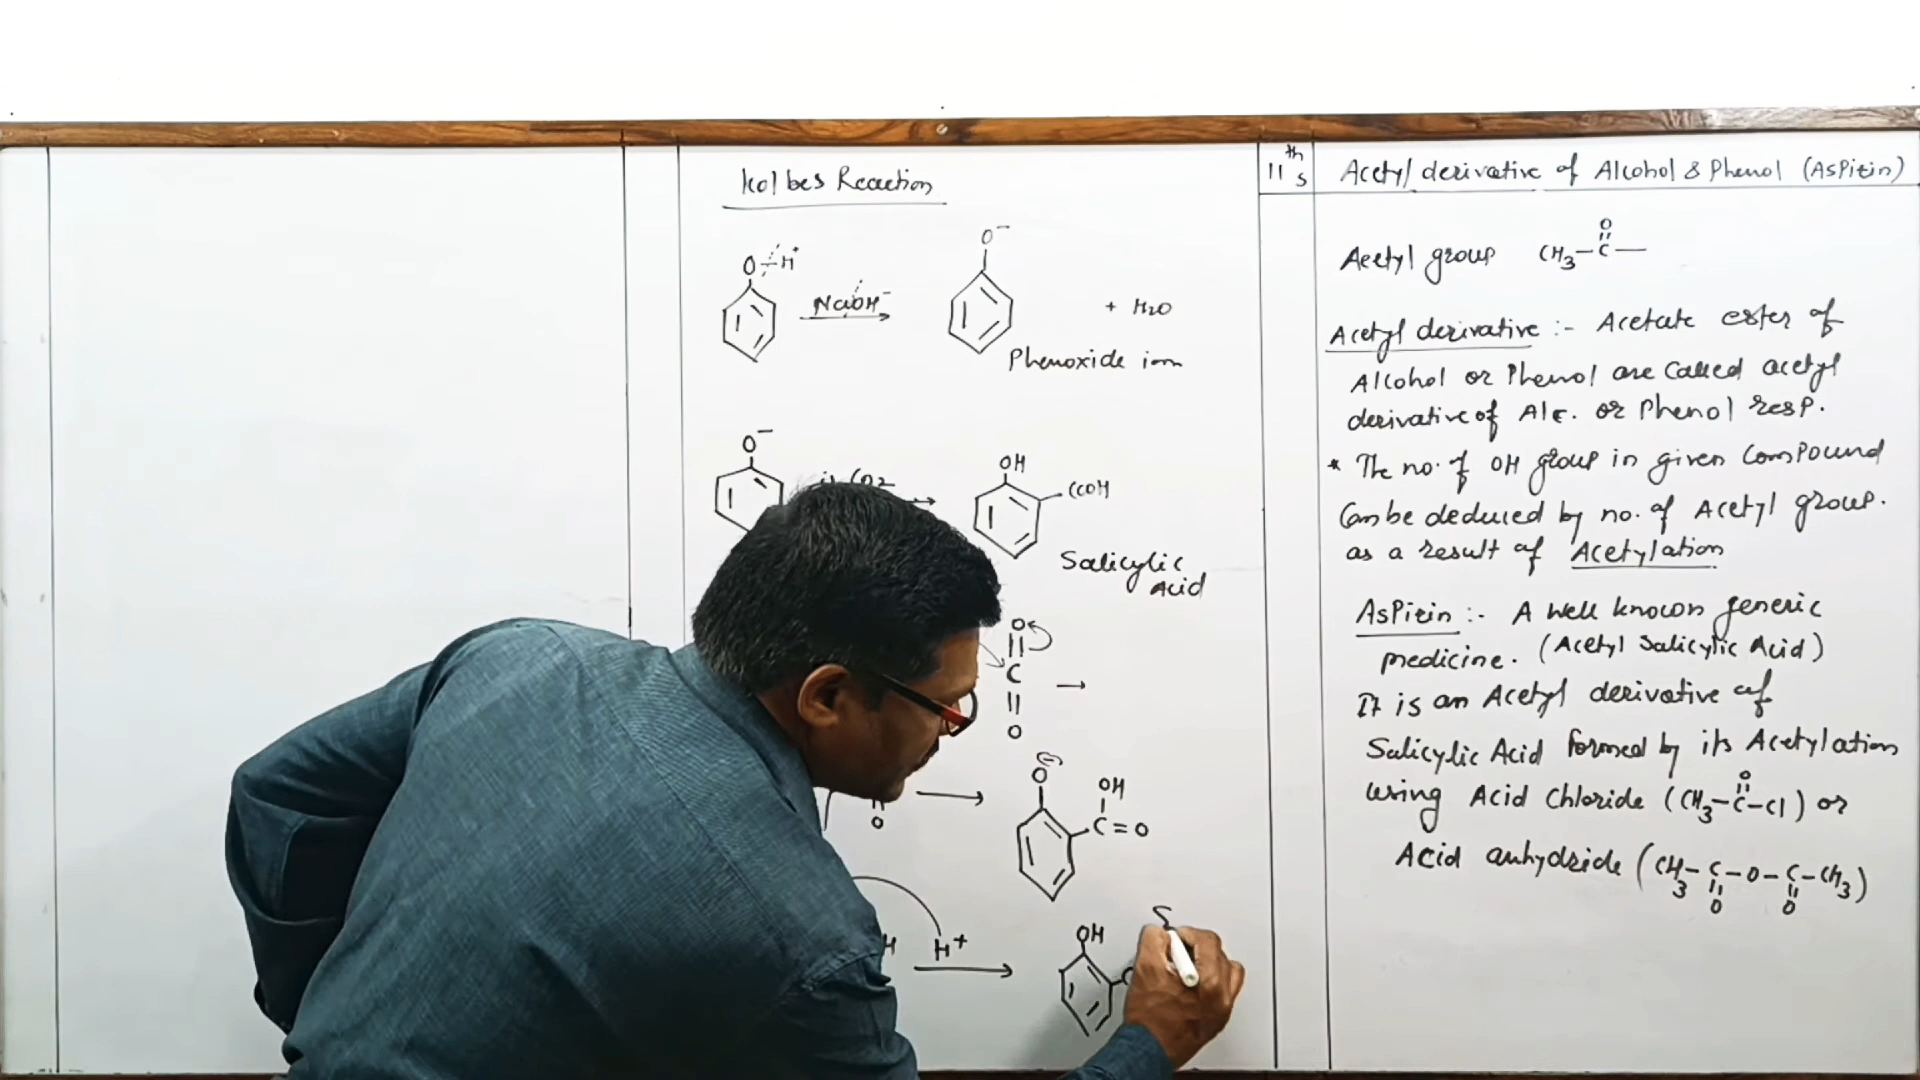 Kolbes Reaction
O-H+
NaOH-
O-
+ H2O
Phenoxide ion
O-
CO2
OH
COOH
Salicylic
Acid
O
C
O
O
OH
C=O
O
H
H+
OH
11th
s
Acetyl derivative of Alcohol & Phenol (Aspirin)
Acetyl group CH3-C-
O
Acetyl derivative :- Acetate ester of
Alcohol or Phenol are called acetyl
derivative of Alc. or Phenol resp.
* The no. of OH group in given compound
can be deduced by no. of Acetyl group.
as a result of Acetylation
Aspirin :- A well known generic
medicine. (Acetyl Salicylic Acid)
It is an Acetyl derivative of
Salicylic Acid formed by its Acetylation
using Acid chloride (CH3-C-Cl) or
O
Acid anhydride (CH3-C-O-C-CH3)
O O